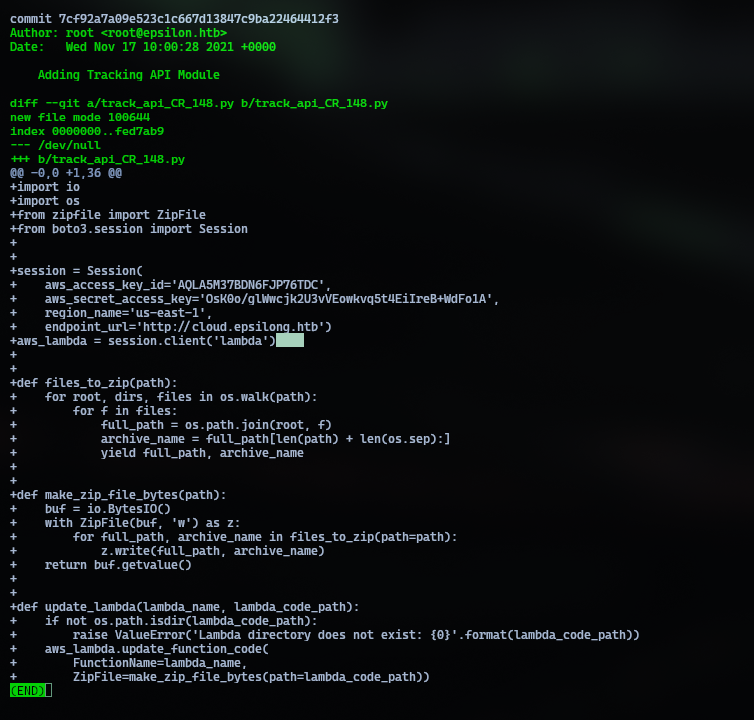 commit 7cf92a7a09e523c1c667d13847c9ba22464412f3
Author: root <root@epsilon.htb>
Date:   Wed Nov 17 10:00:28 2021 +0000

    Adding Tracking API Module

diff --git a/track_api_CR_148.py b/track_api_CR_148.py
new file mode 100644
index 0000000..fed7ab9
--- /dev/null
+++ b/track_api_CR_148.py
@@ -0,0 +1,36 @@
+import io
+import os
+from zipfile import ZipFile
+from boto3.session import Session
+
+
+session = Session(
+    aws_access_key_id='AQLA5M37BDN6FJP76TDC',
+    aws_secret_access_key='OsK0o/glWwcjk2U3vVEowkvq5t4EiIreB+WdFo1A',
+    region_name='us-east-1',
+    endpoint_url='http://cloud.epsilong.htb')
+aws_lambda = session.client('lambda')
+
+
+def files_to_zip(path):
+    for root, dirs, files in os.walk(path):
+        for f in files:
+            full_path = os.path.join(root, f)
+            archive_name = full_path[len(path) + len(os.sep):]
+            yield full_path, archive_name
+
+
+def make_zip_file_bytes(path):
+    buf = io.BytesIO()
+    with ZipFile(buf, 'w') as z:
+        for full_path, archive_name in files_to_zip(path=path):
+            z.write(full_path, archive_name)
+    return buf.getvalue()
+
+
+def update_lambda(lambda_name, lambda_code_path):
+    if not os.path.isdir(lambda_code_path):
+        raise ValueError('Lambda directory does not exist: {0}'.format(lambda_code_path))
+    aws_lambda.update_function_code(
+        FunctionName=lambda_name,
+        ZipFile=make_zip_file_bytes(path=lambda_code_path))
(END)